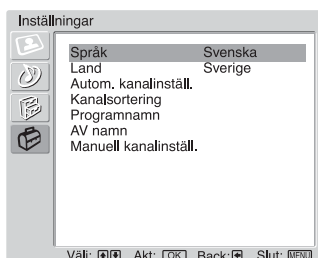 Inställningar
Språk Svenska
Land Sverige
Autom. kanalinställ.
Kanalsortering
Programnamn
AV namn
Manuell kanalinställ.
Välj: Akt: OK Back: Slut: MENU